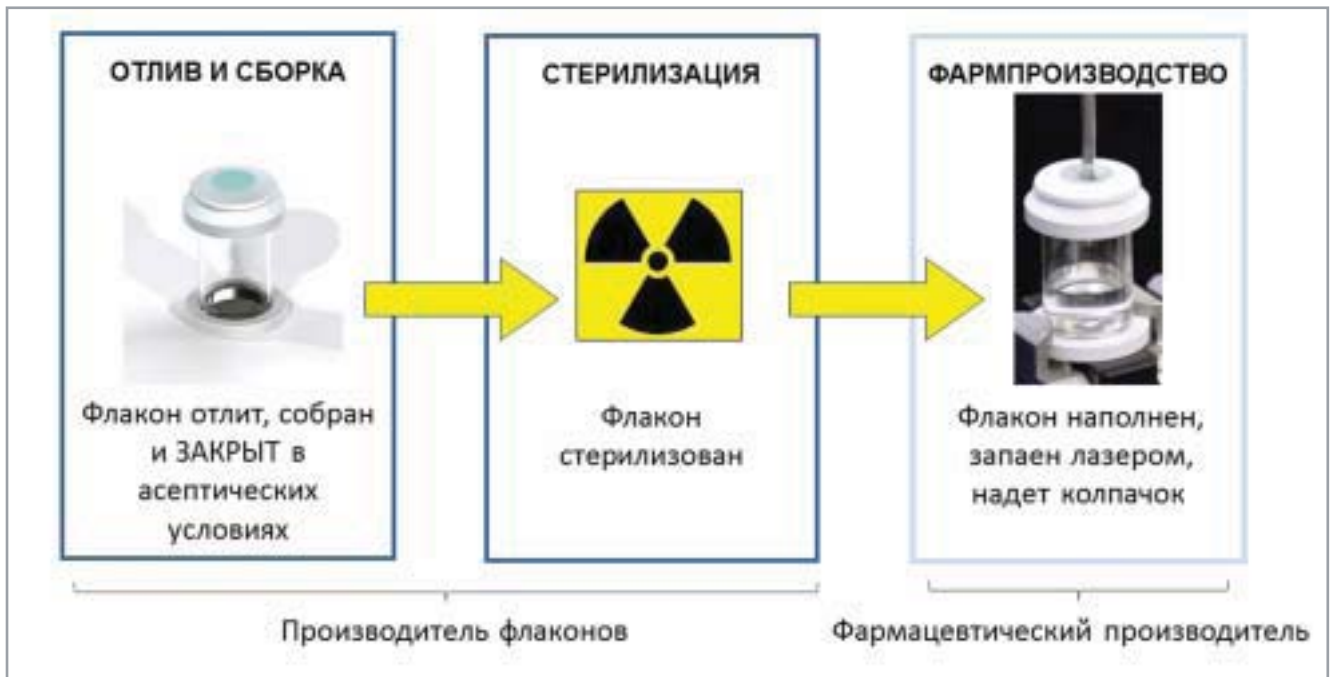 ОТЛИВ И СБОРКА
Флакон отлит, собран
и ЗАКРЫТ в
асептических
условиях
СТЕРИЛИЗАЦИЯ
Флакон
стерилизован
ФАРМПРОИЗВОДСТВО
Флакон наполнен,
запаен лазером,
надет колпачок
Производитель флаконов
Фармацевтический производитель